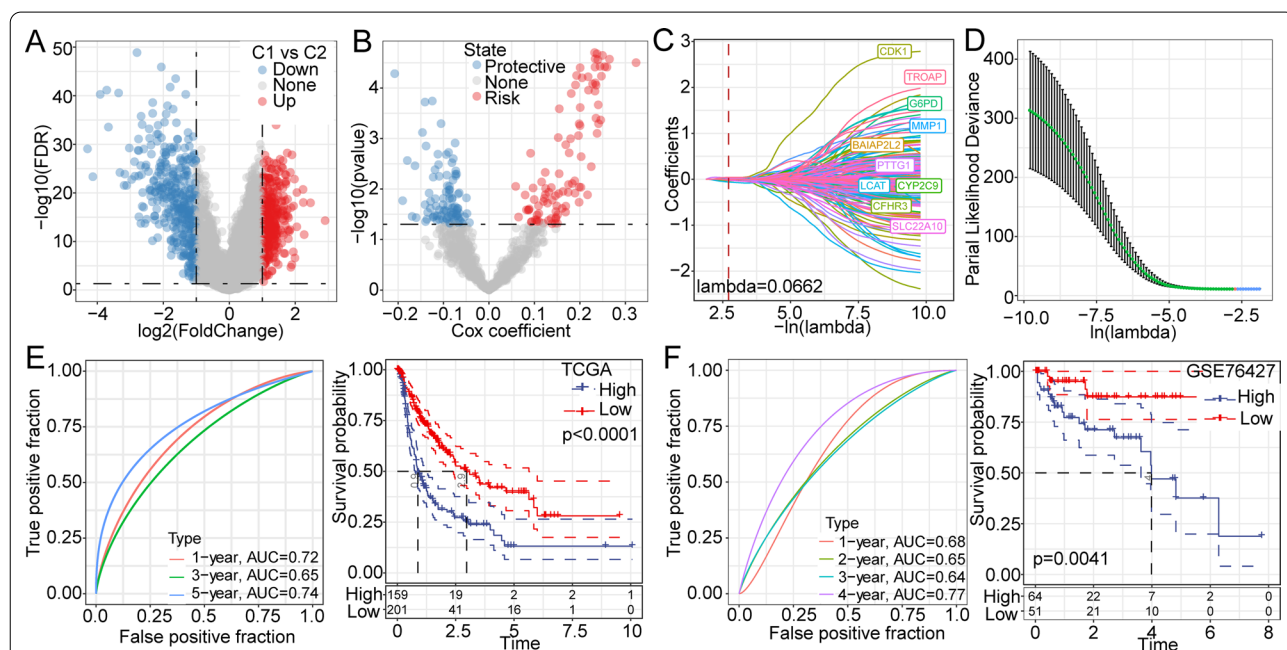 A
C1 vs C2
Down
None
Up
50
40
30
20
10
0
−log10(FDR)
−4 −2 0 2
log2(FoldChange)
B
State
Protective
None
Risk
4
2
0
−log10(pvalue)
−0.2 −0.1 0.0 0.1 0.2 0.3
Cox coefficient
C
3
2
1
0
−1
−2
Coefficients
CDK1
TROAP
G6PD
MMP1
BAIAP2L2
PTTG1
LCAT
CYP2C9
CFHR3
SLC22A10
lambda=0.0662
2.5 5.0 7.5 10.0
−ln(lambda)
D
400
300
200
100
0
Parial Likelihood Deviance
−10.0 −7.5 −5.0 −2.5
ln(lambda)
E
1.00
0.75
0.50
0.25
0.00
True positive fraction
Type
1-year, AUC=0.72
3-year, AUC=0.65
5-year, AUC=0.74
0.0 0.25 0.50 0.75 1.0
False positive fraction
TCGA
High
Low
p<0.0001
1.00
0.75
0.50
0.25
0.00
Survival probability
0.9
2.9
High 159 19 2 2 1
Low 201 41 16 1 0
0.0 2.5 5.0 7.5 10
Time
F
1.00
0.75
0.50
0.25
0.00
True positive fraction
Type
1-year, AUC=0.68
2-year, AUC=0.65
3-year, AUC=0.64
4-year, AUC=0.77
0.0 0.25 0.50 0.75 1.0
False positive fraction
GSE76427
High
Low
p=0.0041
1.00
0.75
0.50
0.25
0.00
Survival probability
4
High 64 22 7 2 0
Low 51 21 10 0 0
0 2 4 6 8
Time